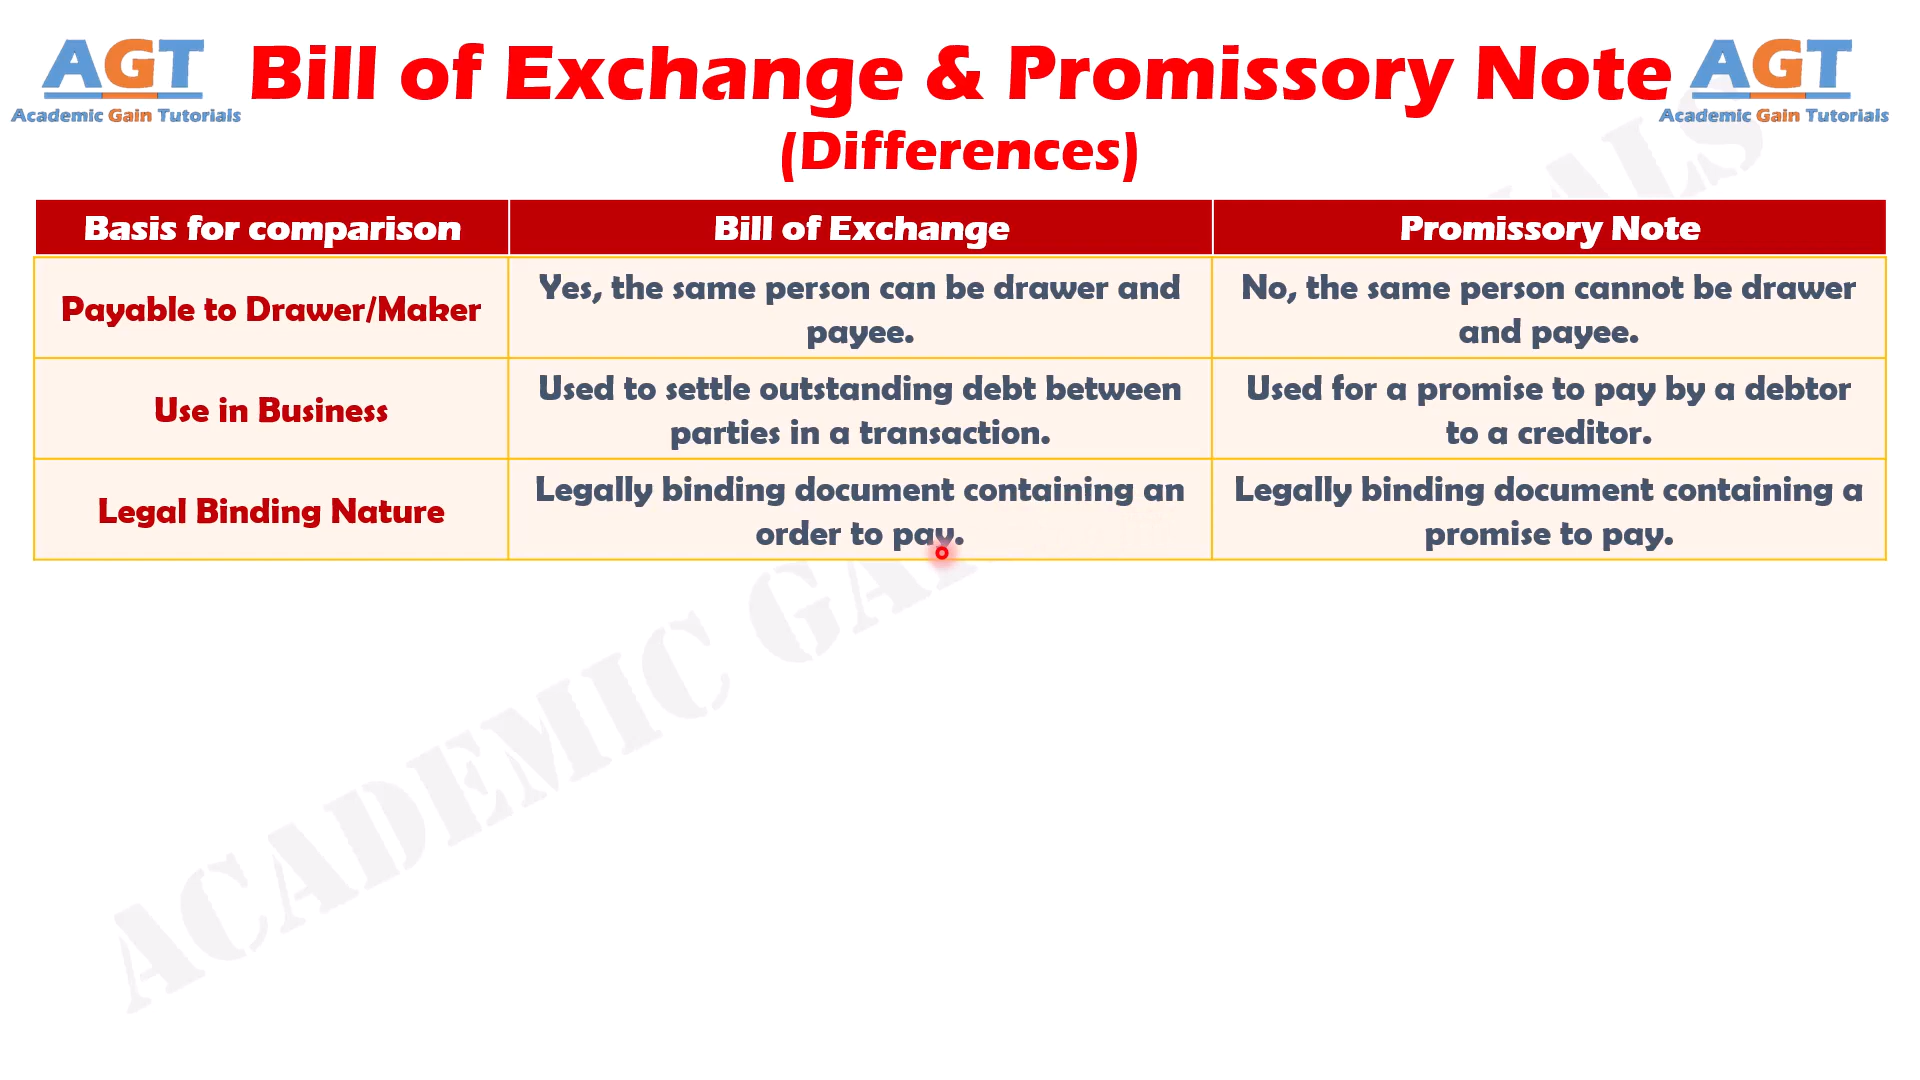 AGT
Academic Gain Tutorials
Bill of Exchange & Promissory Note
(Differences)
AGT
Academic Gain Tutorials
Basis for comparison
Bill of Exchange
Promissory Note
Payable to Drawer/Maker
Yes, the same person can be drawer and
payee.
No, the same person cannot be drawer
and payee.
Use in Business
Used to settle outstanding debt between
parties in a transaction.
Used for a promise to pay by a debtor
to a creditor.
Legal Binding Nature
Legally binding document containing an
order to pay.
Legally binding document containing a
promise to pay.
ACADEMIC